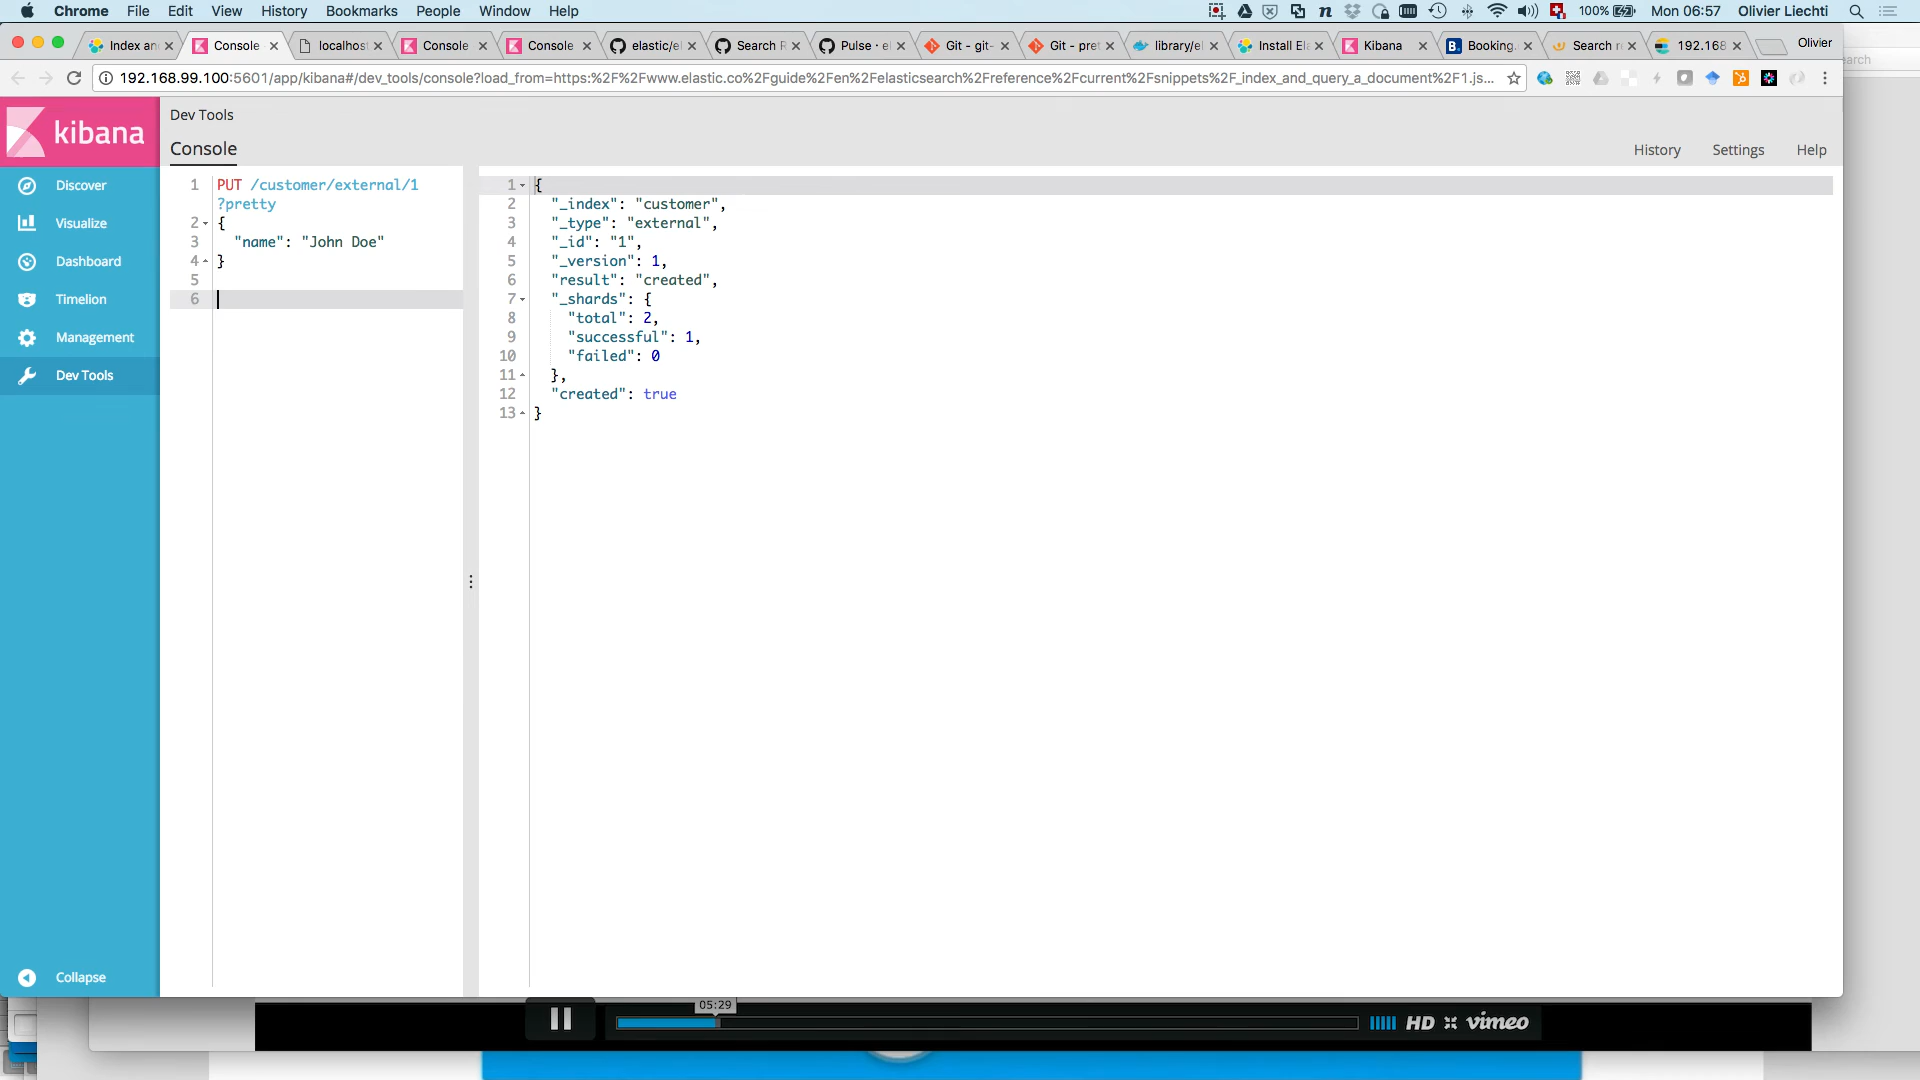 Chrome File Edit View History Bookmarks People Window Help 100% Mon 06:57 Olivier Liechti
Index an Console localhos Console Console elastic/el Search R Pulse · el Git - git- Git - pret library/el Install Ela Kibana Booking. Search re 192.168 Olivier
192.168.99.100:5601/app/kibana#/dev_tools/console?load_from=https:%2F%2Fwww.elastic.co%2Fguide%2Fen%2Felasticsearch%2Freference%2Fcurrent%2Fsnippets%2F_index_and_query_a_document%2F1.js...
kibana
Discover
Visualize
Dashboard
Timelion
Management
Dev Tools
Collapse
Dev Tools
Console
History Settings Help
1 PUT /customer/external/1
?pretty
2 {
3 "name": "John Doe"
4 }
5
6
1 {
2 "_index": "customer",
3 "_type": "external",
4 "_id": "1",
5 "_version": 1,
6 "result": "created",
7 "_shards": {
8 "total": 2,
9 "successful": 1,
10 "failed": 0
11 },
12 "created": true
13 }
05:29
HD vimeo